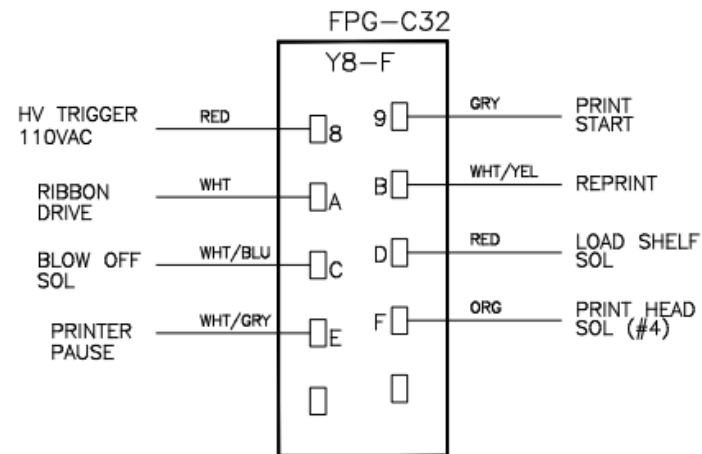 FPG-C32
Y8-F
HV TRIGGER
110VAC
RED
8
9
GRY
PRINT
START
RIBBON
DRIVE
WHT
A
B
WHT/YEL
REPRINT
BLOW OFF
SOL
WHT/BLU
C
D
RED
LOAD SHELF
SOL
PRINTER
PAUSE
WHT/GRY
E
F
ORG
PRINT HEAD
SOL (#4)